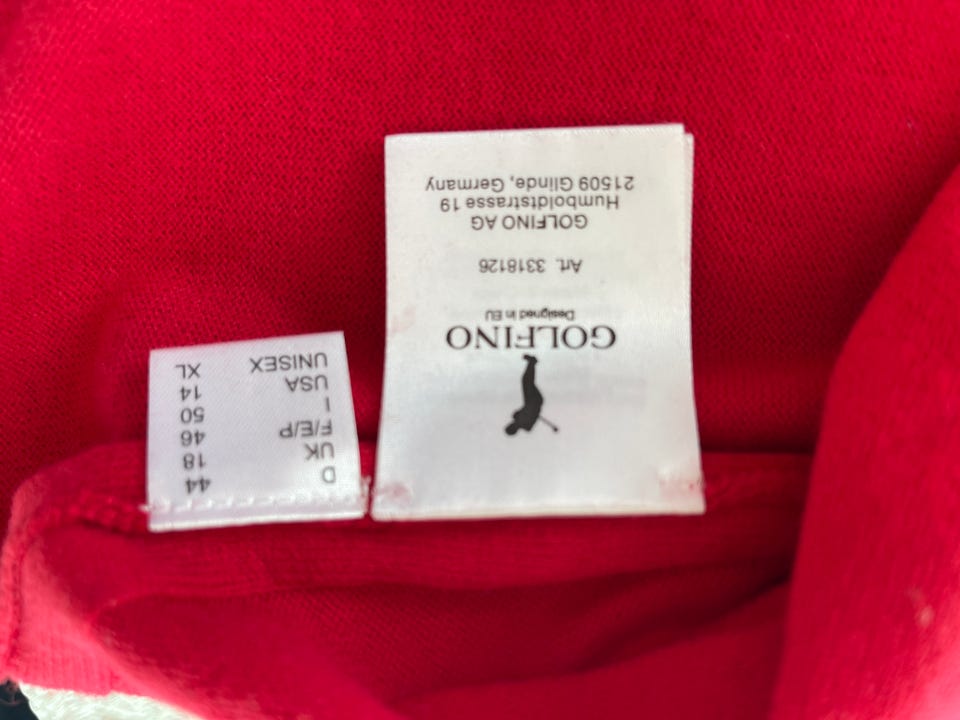 D 44
UK 18
F/E/P 46
I 50
USA 14
UNISEX XL
GOLFINO
Designed in EU
Art. 3318126
GOLFINO AG
Humboldtstrasse 19
21509 Glinde, Germany